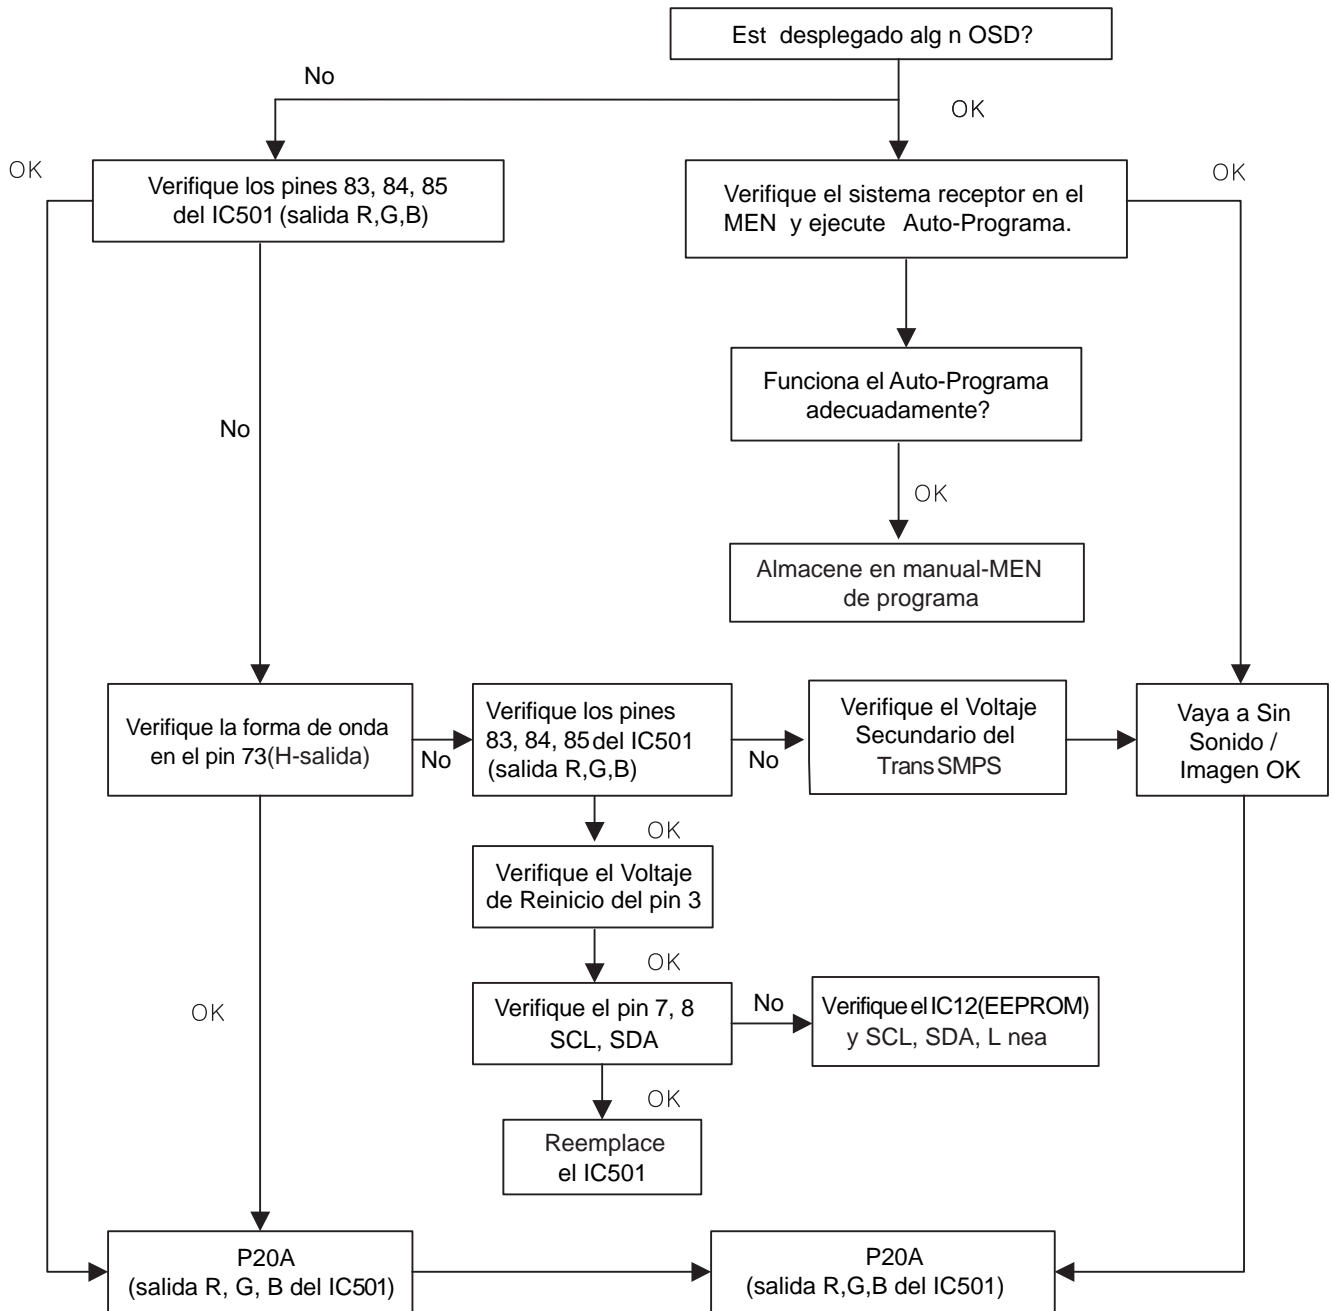 Est desplegado alg n OSD?
No
OK
OK
Verifique los pines 83, 84, 85
del IC501 (salida R,G,B)
Verifique el sistema receptor en el
MEN y ejecute Auto-Programa.
OK
Funciona el Auto-Programa
adecuadamente?
No
OK
Almacene en manual-MEN
de programa
Verifique la forma de onda
en el pin 73(H-salida)
No
Verifique los pines
83, 84, 85 del IC501
(salida R,G,B)
No
Verifique el Voltaje
Secundario del
Trans SMPS
Vaya a Sin
Sonido /
Imagen OK
OK
Verifique el Voltaje
de Reinicio del pin 3
OK
OK
Verifique el pin 7, 8
SCL, SDA
No
Verifique el IC12(EEPROM)
y SCL, SDA, L nea
OK
Reemplace
el IC501
P20A
(salida R, G, B del IC501)
P20A
(salida R,G,B del IC501)